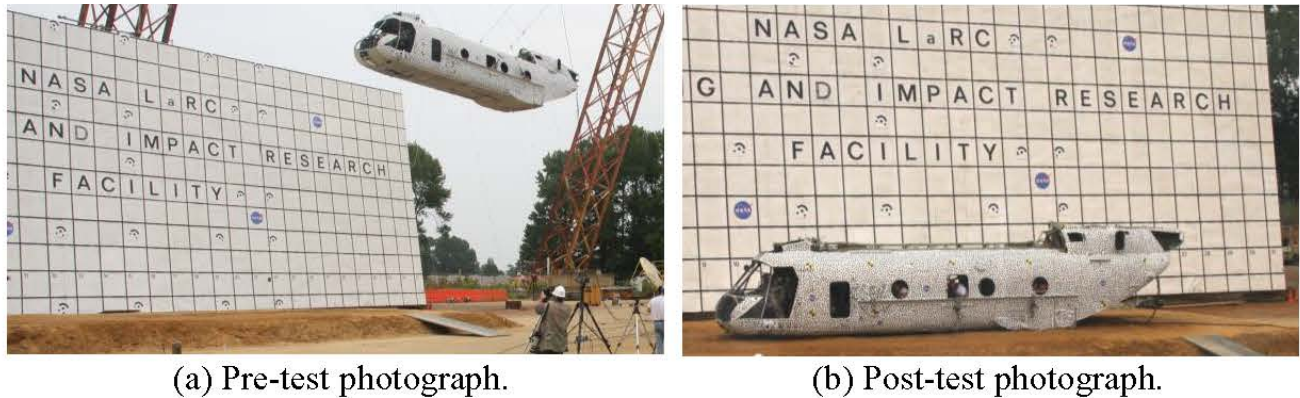 NASA LaRC
AND IMPACT RESEARCH
FACILITY
(a) Pre-test photograph.
NASA LaRC
G AND IMPACT RESEARCH
FACILITY
(b) Post-test photograph.